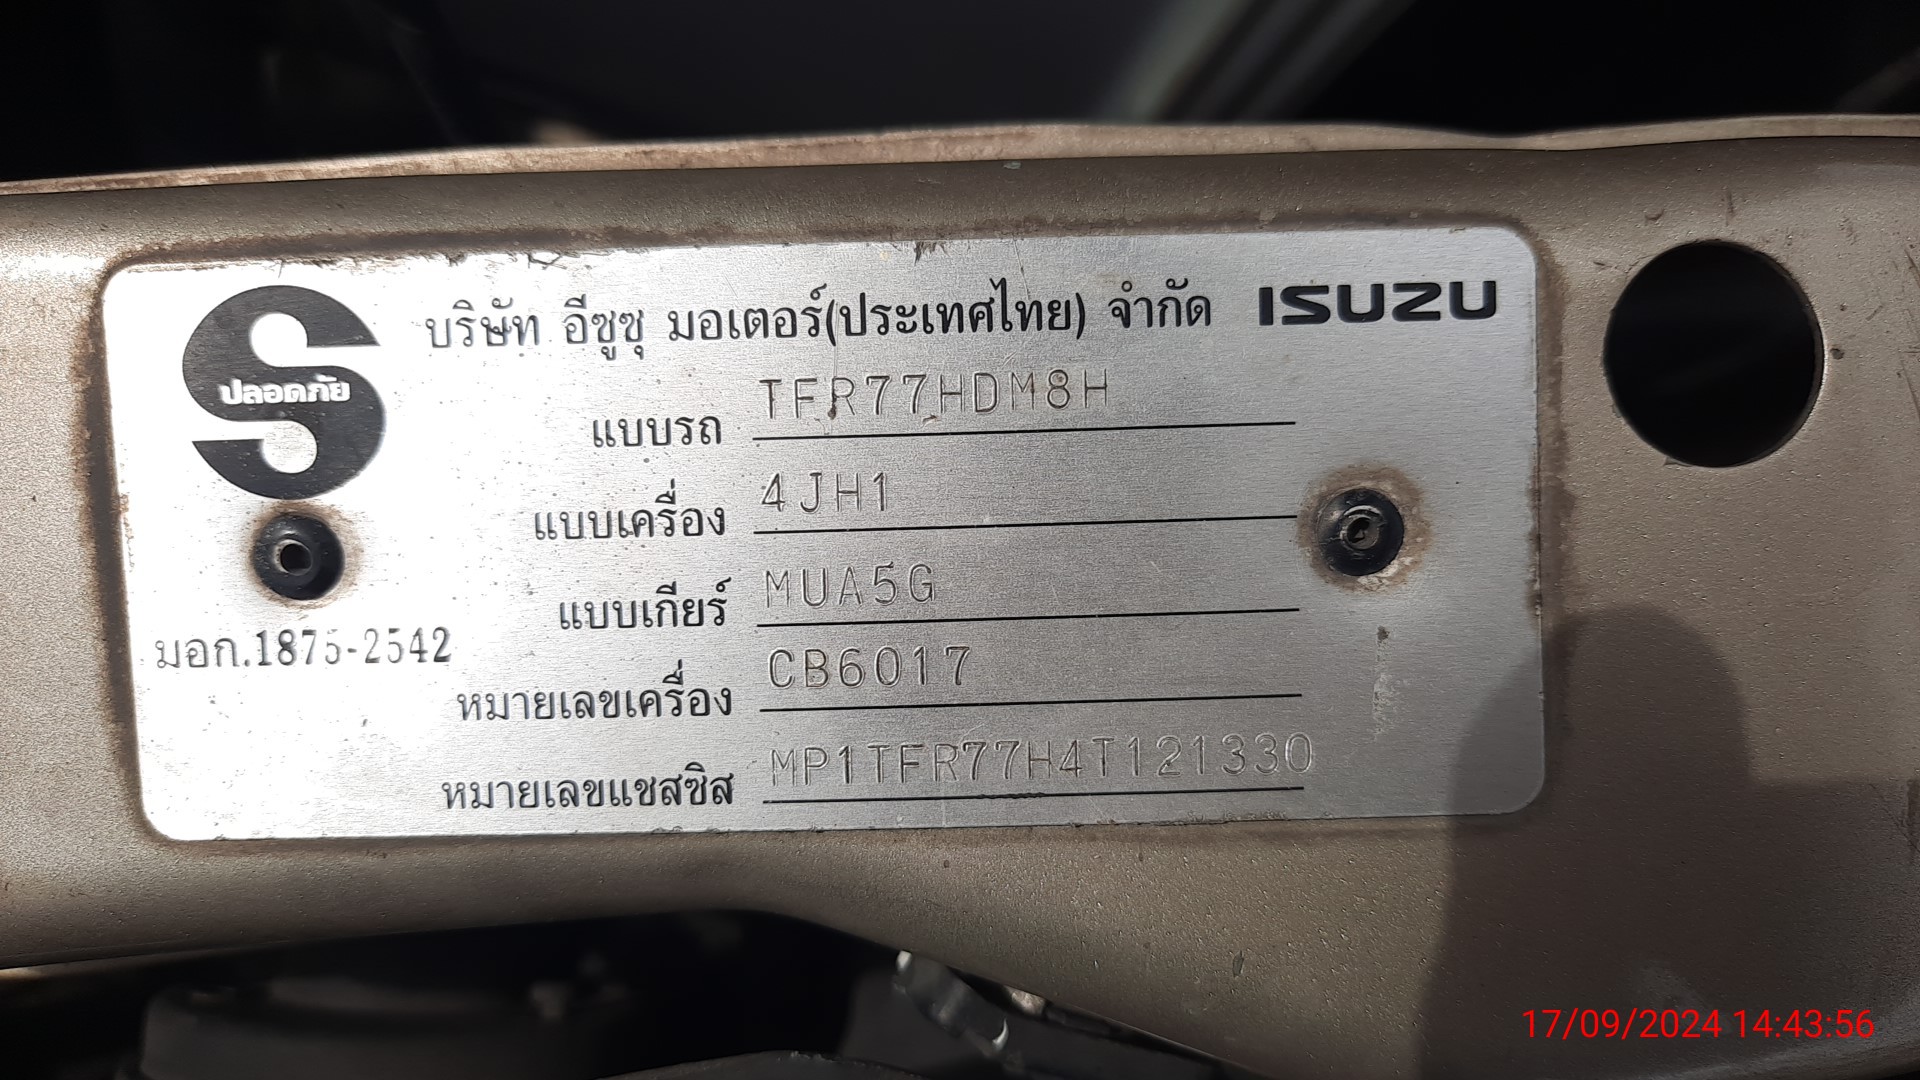 บริษัท อีซูซุ มอเตอร์(ประเทศไทย) จำกัด ISUZU
ปลอดภัย
แบบรถ TFR77HDM8H
แบบเครื่อง 4JH1
แบบเกียร์ MUA5G
มอก.1875-2542
หมายเลขเครื่อง CB6017
หมายเลขแชสซิส MP1TFR77H4T121330
17/09/2024 14:43:56